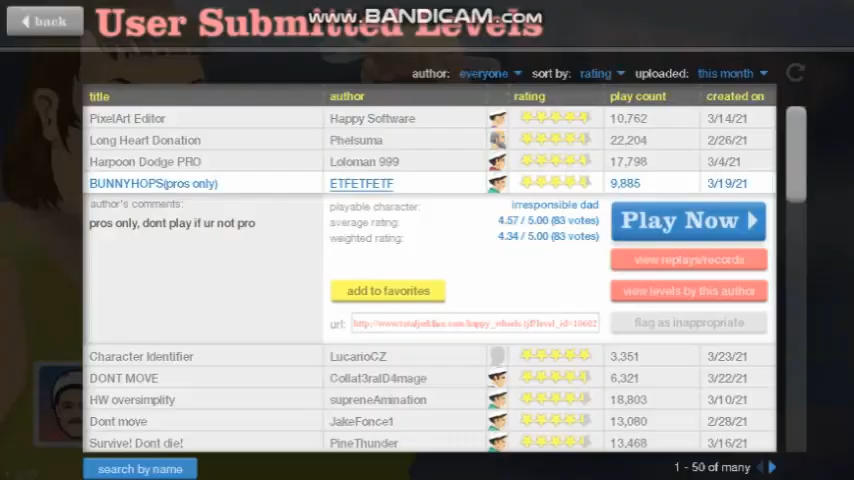 back
User Submitted Levels
www.BANDICAM.com
author: everyone sort by: rating uploaded: this month
title author rating play count created on
PixelArt Editor Happy Software 10,762 3/14/21
Long Heart Donation Phelsuma 22,204 2/26/21
Harpoon Dodge PRO Loloman 999 17,798 3/4/21
BUNNYHOPS(pros only) ETFETFETF 9,885 3/19/21
author's comments:
pros only, dont play if ur not pro
playable character: irresponsible dad
average rating: 4.57 / 5.00 (83 votes)
weighted rating: 4.34 / 5.00 (83 votes)
Play Now
view replays/records
add to favorites
view levels by this author
url:
flag as inappropriate
Character Identifier LucarioCZ 3,351 3/23/21
DONT MOVE Collat3ralD4mage 6,321 3/22/21
HW oversimplify supreneAmination 18,803 3/10/21
Dont move JakeFonce1 13,080 2/28/21
Survive! Dont die! PineThunder 13,468 3/16/21
search by name
1 - 50 of many